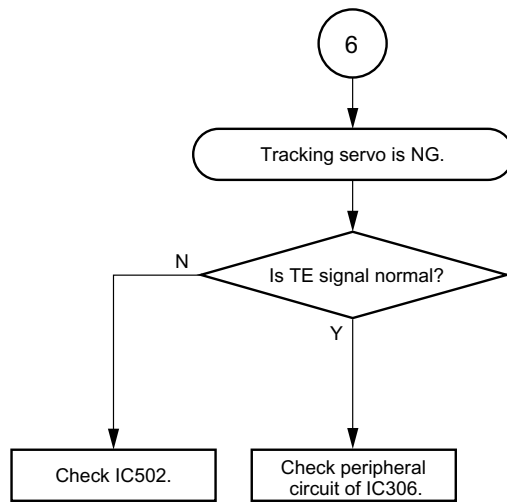 6
Tracking servo is NG.
Is TE signal normal?
N
Y
Check IC502.
Check peripheral
circuit of IC306.